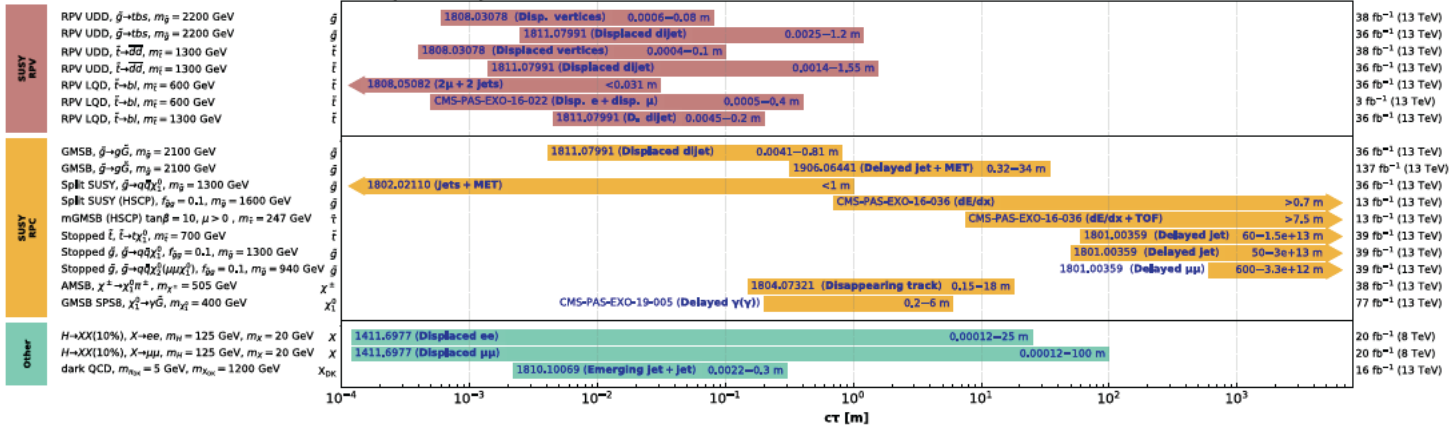 SUSY RPV
RPV UDD, g̃→tbs, m_g̃ = 2200 GeV g̃ 1808.03078 (Disp. vertices) 0.0006−0.08 m 38 fb⁻¹ (13 TeV)
RPV UDD, g̃→tbs, m_g̃ = 2200 GeV g̃ 1811.07991 (Displaced dijet) 0.0025−1.2 m 36 fb⁻¹ (13 TeV)
RPV UDD, t̃→d̅d̅, m_t̃ = 1300 GeV t̃ 1808.03078 (Displaced vertices) 0.0004−0.1 m 38 fb⁻¹ (13 TeV)
RPV UDD, t̃→d̅d̅, m_t̃ = 1300 GeV t̃ 1811.07991 (Displaced dijet) 0.0014−1.55 m 36 fb⁻¹ (13 TeV)
RPV LQD, t̃→bl, m_t̃ = 600 GeV t̃ 1808.05082 (2μ + 2 jets) <0.031 m 36 fb⁻¹ (13 TeV)
RPV LQD, t̃→bl, m_t̃ = 600 GeV t̃ CMS-PAS-EXO-16-022 (Disp. e + disp. μ) 0.0005−0.4 m 3 fb⁻¹ (13 TeV)
RPV LQD, t̃→bl, m_t̃ = 1300 GeV t̃ 1811.07991 (D. dijet) 0.0045−0.2 m 36 fb⁻¹ (13 TeV)
SUSY RPC
GMSB, g̃→gG̃, m_g̃ = 2100 GeV g̃ 1811.07991 (Displaced dijet) 0.0041−0.81 m 36 fb⁻¹ (13 TeV)
GMSB, g̃→gG̃, m_g̃ = 2100 GeV g̃ 1906.06441 (Delayed jet + MET) 0.32−34 m 137 fb⁻¹ (13 TeV)
Split SUSY, g̃→qq̅χ₁⁰, m_g̃ = 1300 GeV g̃ 1802.02110 (Jets + MET) <1 m 36 fb⁻¹ (13 TeV)
Split SUSY (HSCP), f_g̃g = 0.1, m_g̃ = 1600 GeV g̃ CMS-PAS-EXO-16-036 (dE/dx) >0.7 m 13 fb⁻¹ (13 TeV)
mGMSB (HSCP) tanβ = 10, μ > 0 , m_τ̃ = 247 GeV τ̃ CMS-PAS-EXO-16-036 (dE/dx + TOF) >7.5 m 13 fb⁻¹ (13 TeV)
Stopped t̃, t̃→tχ₁⁰, m_t̃ = 700 GeV t̃ 1801.00359 (Delayed jet) 60−1.5e+13 m 39 fb⁻¹ (13 TeV)
Stopped g̃, g̃→qq̅χ₁⁰, f_g̃g = 0.1, m_g̃ = 1300 GeV g̃ 1801.00359 (Delayed jet) 50−3e+13 m 39 fb⁻¹ (13 TeV)
Stopped g̃, g̃→qq̅χ₂⁰(μμχ₁⁰), f_g̃g = 0.1, m_g̃ = 940 GeV g̃ 1801.00359 (Delayed μμ) 600−3.3e+12 m 39 fb⁻¹ (13 TeV)
AMSB, χ^±→χ₁⁰π^±, m_χ^± = 505 GeV χ^± 1804.07321 (Disappearing track) 0.15−18 m 38 fb⁻¹ (13 TeV)
GMSB SPS8, χ₁⁰→γG̃, m_χ₁⁰ = 400 GeV χ₁⁰ CMS-PAS-EXO-19-005 (Delayed γ(γ)) 0.2−6 m 77 fb⁻¹ (13 TeV)
Other
H→XX(10%), X→ee, m_H = 125 GeV, m_X = 20 GeV X 1411.6977 (Displaced ee) 0.00012−25 m 20 fb⁻¹ (8 TeV)
H→XX(10%), X→μμ, m_H = 125 GeV, m_X = 20 GeV X 1411.6977 (Displaced μμ) 0.00012−100 m 20 fb⁻¹ (8 TeV)
dark QCD, m_π_DK = 5 GeV, m_X_DK = 1200 GeV X_DK 1810.10069 (Emerging jet + jet) 0.0022−0.3 m 16 fb⁻¹ (13 TeV)
10⁻⁴ 10⁻³ 10⁻² 10⁻¹ 10⁰ 10¹ 10² 10³
cτ [m]